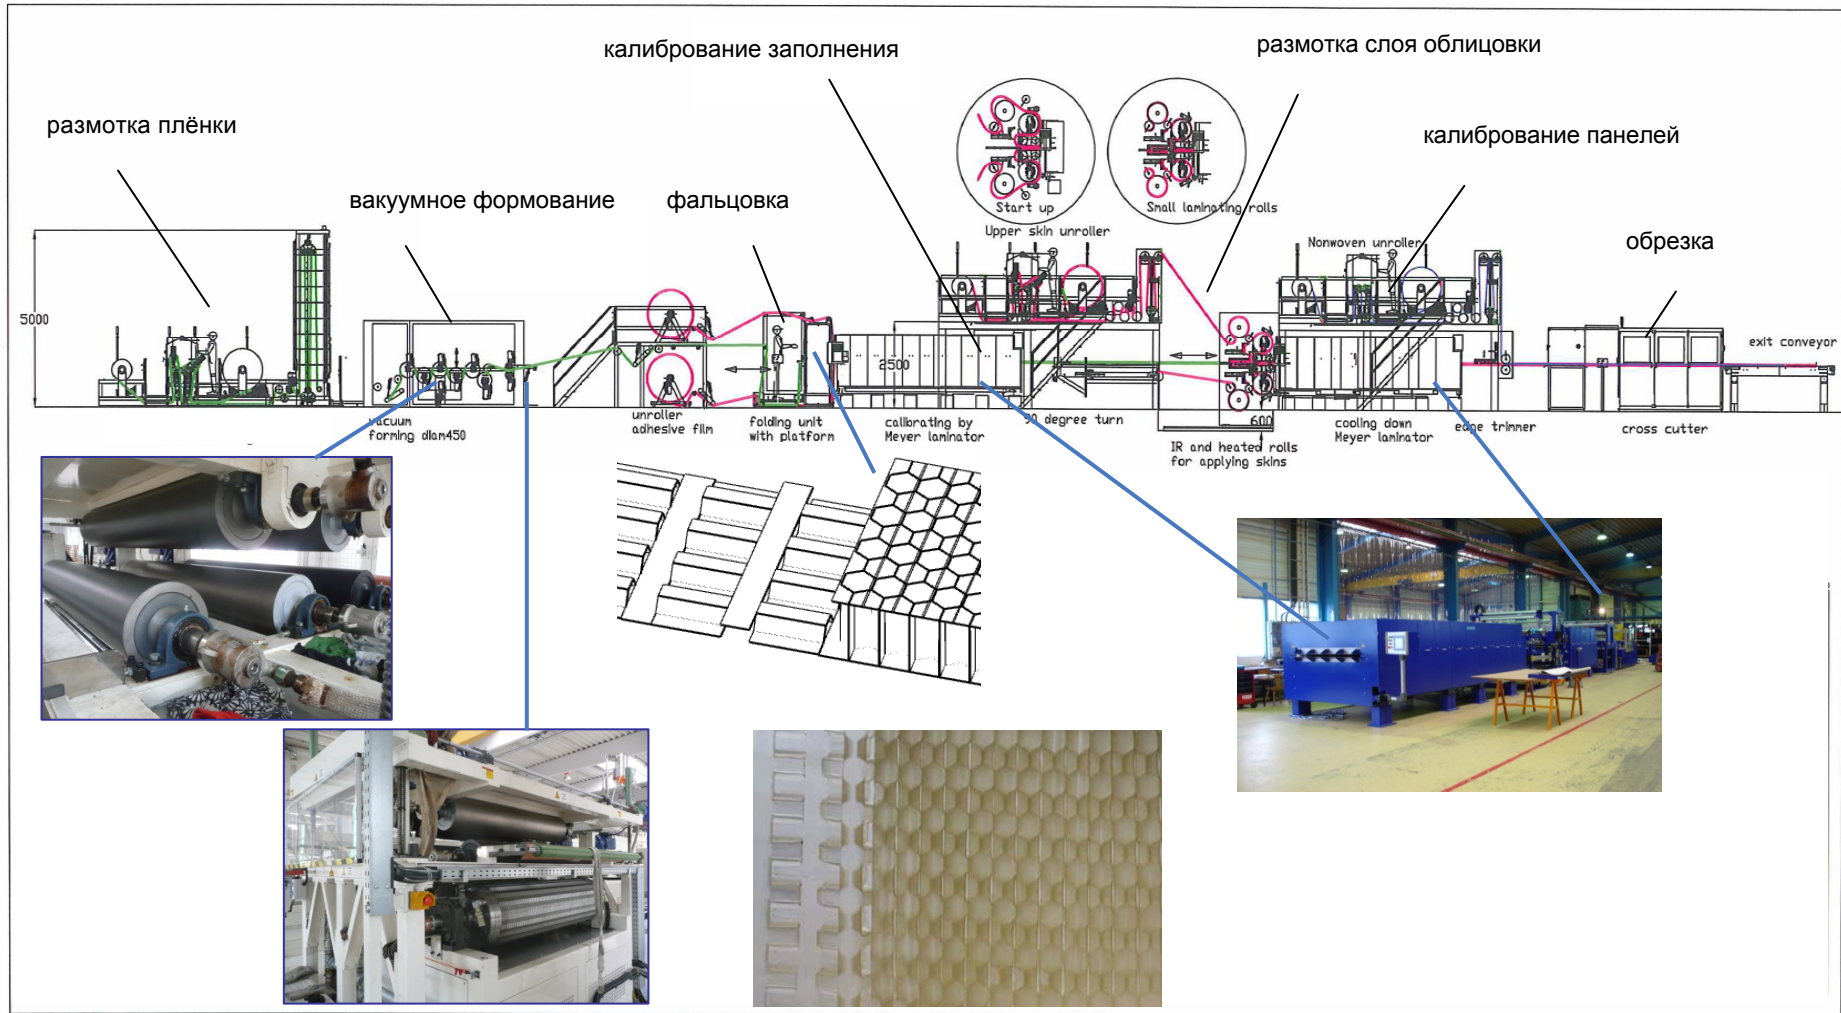 калибрование заполнения
размотка слоя облицовки
размотка плёнки
калибрование панелей
вакуумное формование
фальцовка
обрезка
Start up
Small laminating rolls
Upper skin unroller
Nonwoven unroller
5000
2500
exit conveyor
vacuum
forming diam450
unroller
adhesive film
folding unit
with platform
calibrating by
Meyer laminator
90 degree turn
600
IR and heated rolls
for applying skins
cooling down
Meyer laminator
edge trimmer
cross cutter